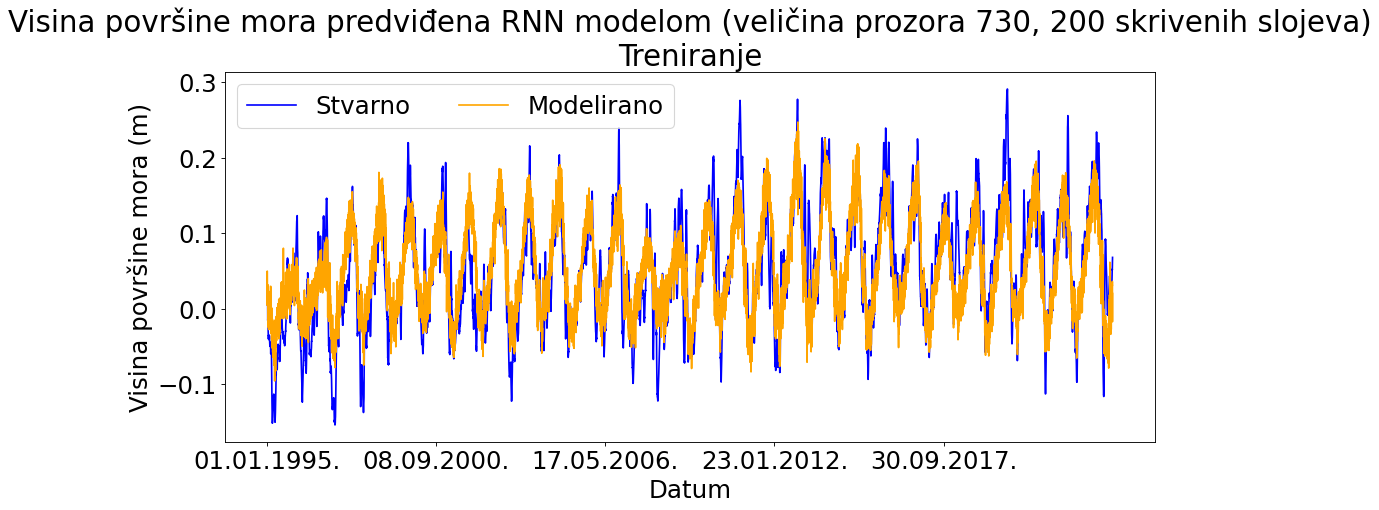 Visina površine mora predviđena RNN modelom (veličina prozora 730, 200 skrivenih slojeva)
Treniranje
Stvarno Modelirano
Visina površine mora (m)
0.3
0.2
0.1
0.0
−0.1
01.01.1995. 08.09.2000. 17.05.2006. 23.01.2012. 30.09.2017.
Datum